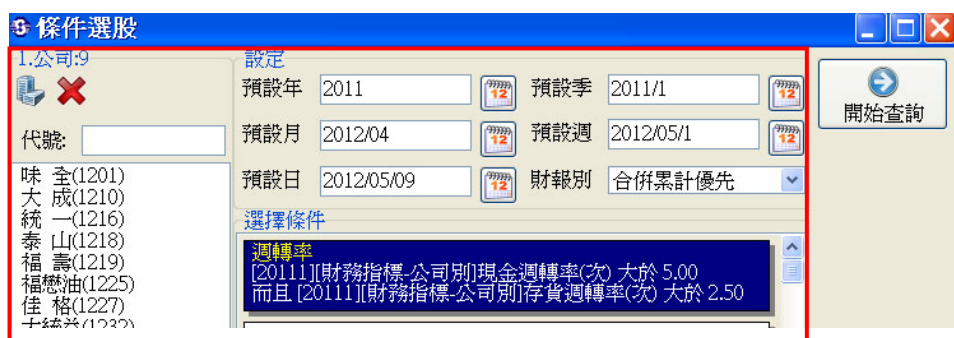 條件選股
1.公司:9
代號:
味 全(1201)
大 成(1210)
統 一(1216)
泰 山(1218)
福 壽(1219)
福懋油(1225)
佳 格(1227)
大統益(1232)
設定
預設年 2011 預設季 2011/1
預設月 2012/04 預設週 2012/05/1
預設日 2012/05/09 財報別 合併累計優先
選擇條件
週轉率
[20111][財務指標-公司別]現金週轉率(次) 大於 5.00
而且 [20111][財務指標-公司別]存貨週轉率(次) 大於 2.50
開始查詢